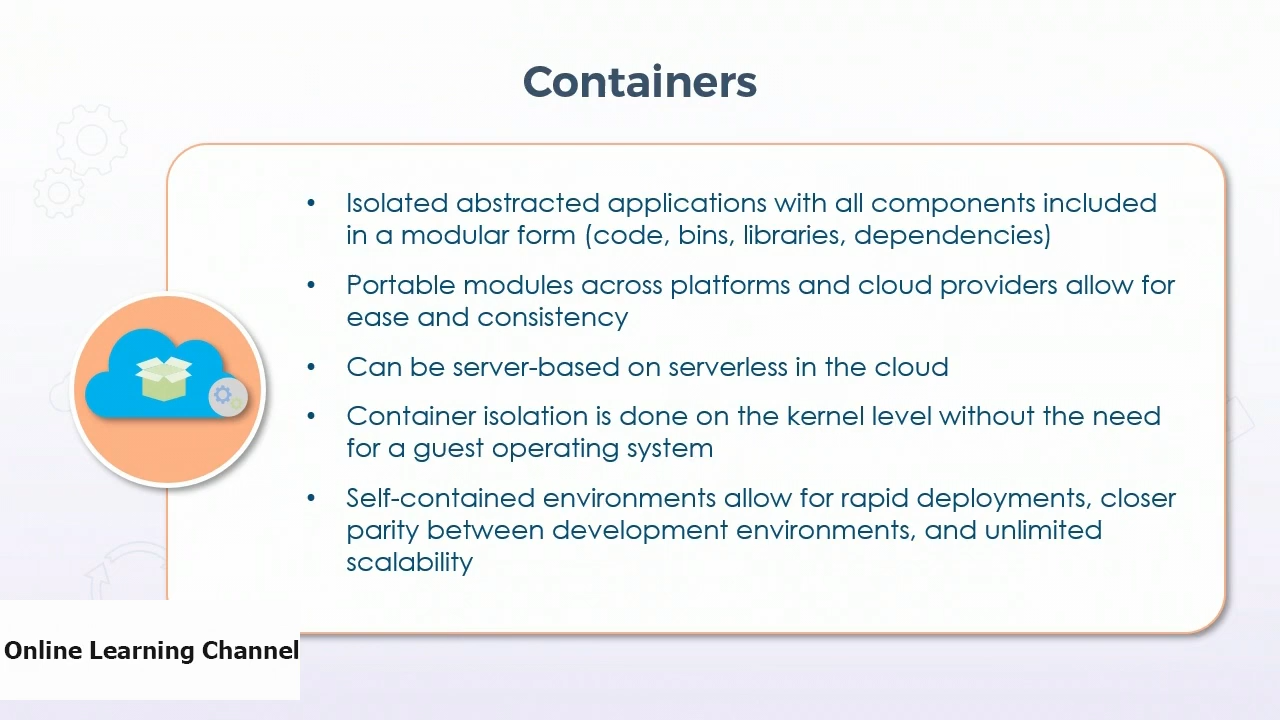 Containers
• Isolated abstracted applications with all components included
in a modular form (code, bins, libraries, dependencies)
• Portable modules across platforms and cloud providers allow for
ease and consistency
• Can be server-based on serverless in the cloud
• Container isolation is done on the kernel level without the need
for a guest operating system
• Self-contained environments allow for rapid deployments, closer
parity between development environments, and unlimited
scalability
Online Learning Channel